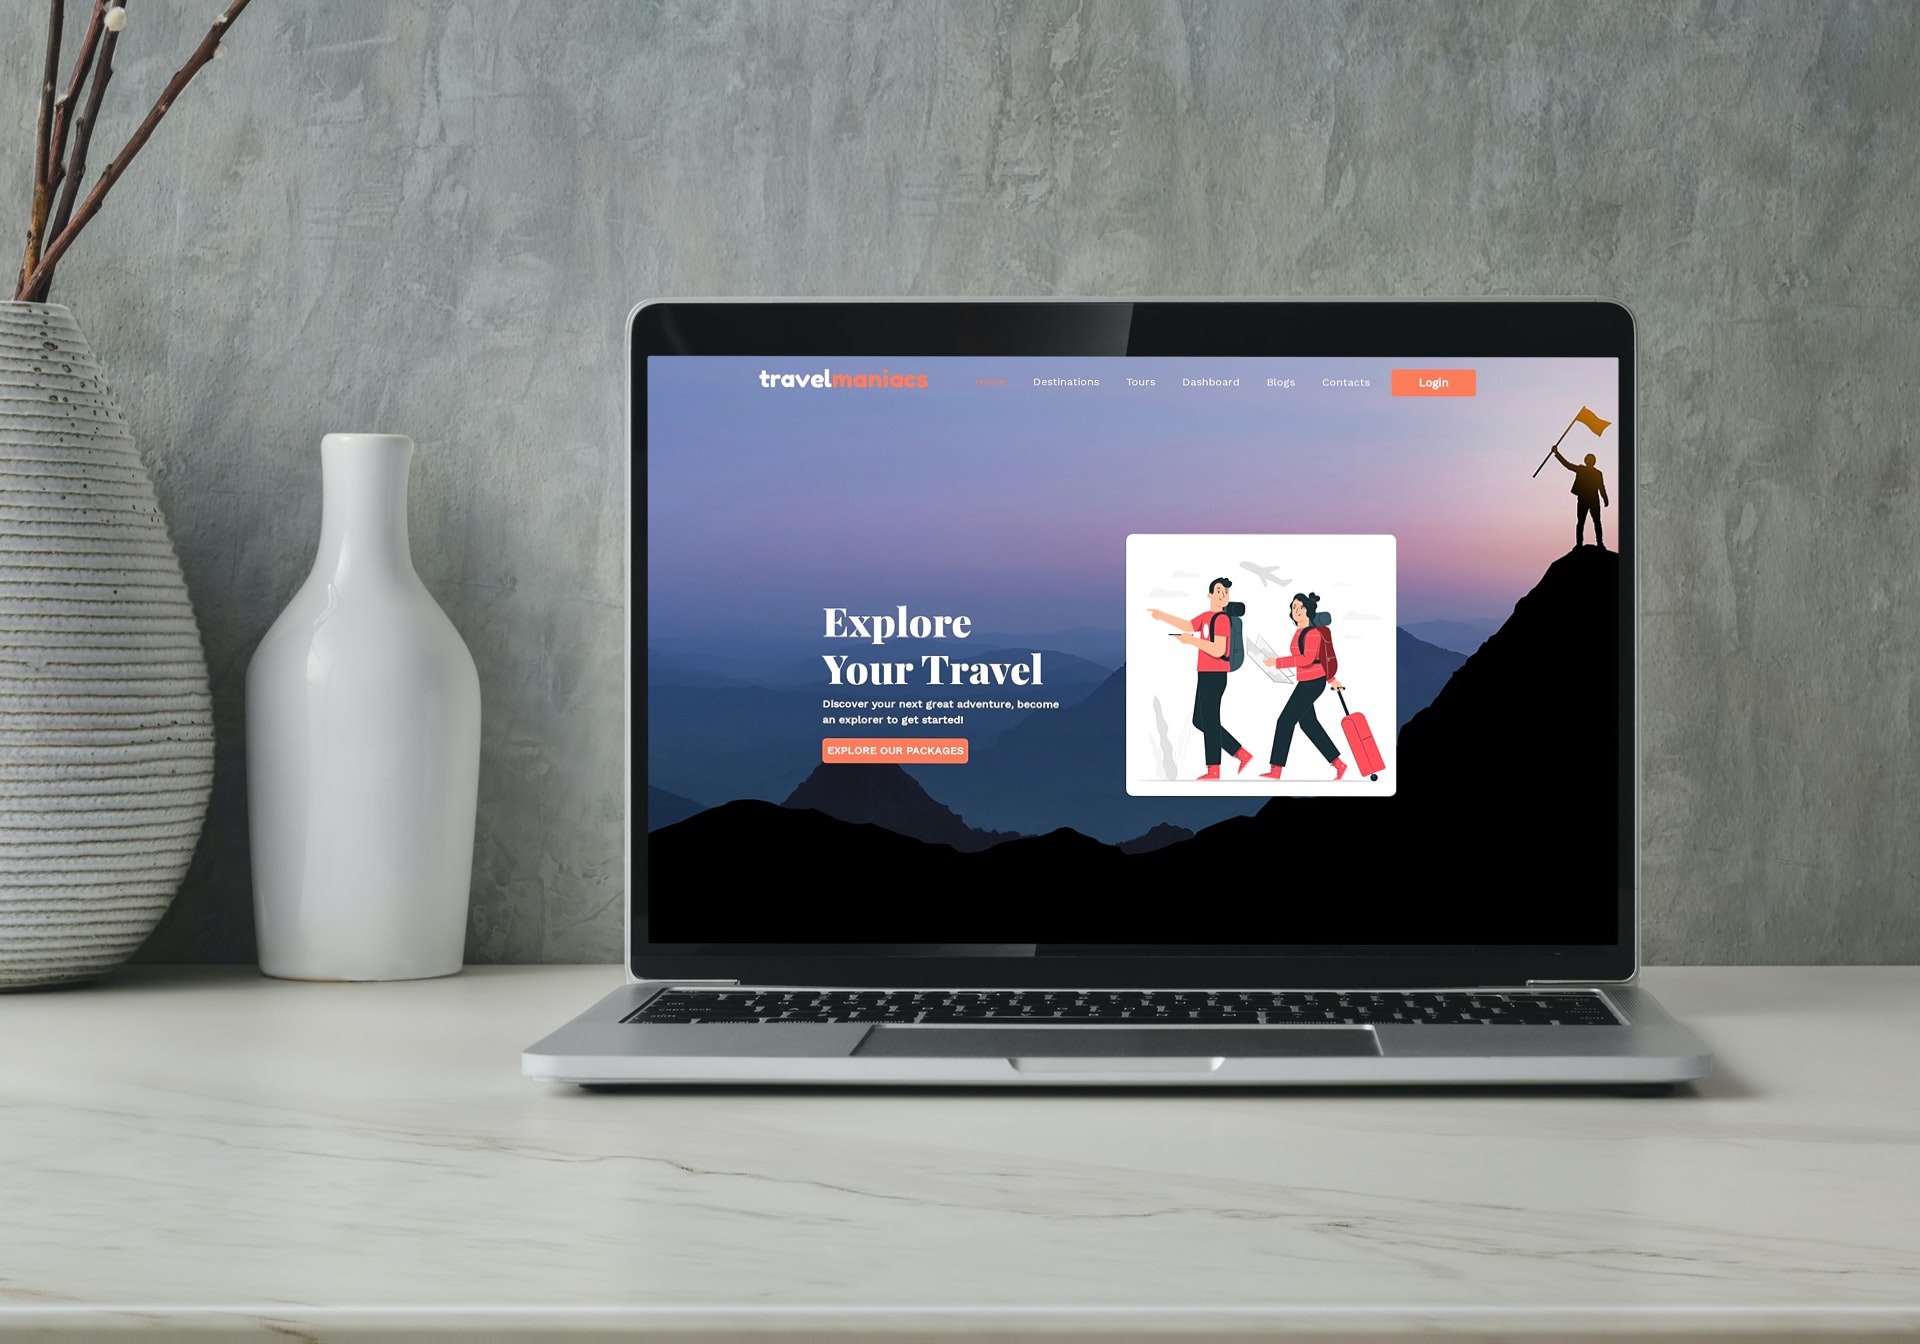 travelmaniacs Home Destinations Tours Dashboard Blogs Contacts Login
Explore
Your Travel
Discover your next great adventure, become
an explorer to get started!
EXPLORE OUR PACKAGES